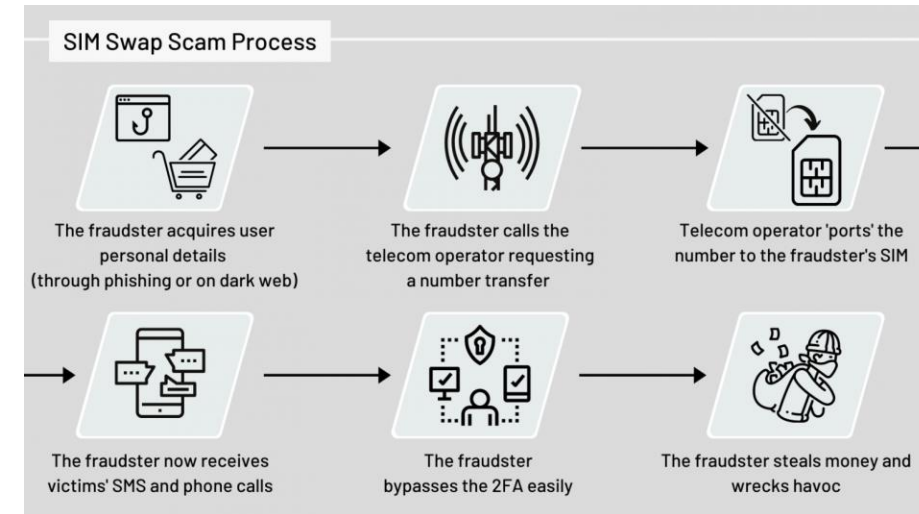 SIM Swap Scam Process
The fraudster acquires user
personal details
(through phishing or on dark web)
The fraudster calls the
telecom operator requesting
a number transfer
Telecom operator 'ports' the
number to the fraudster's SIM
The fraudster now receives
victims' SMS and phone calls
The fraudster
bypasses the 2FA easily
The fraudster steals money and
wrecks havoc